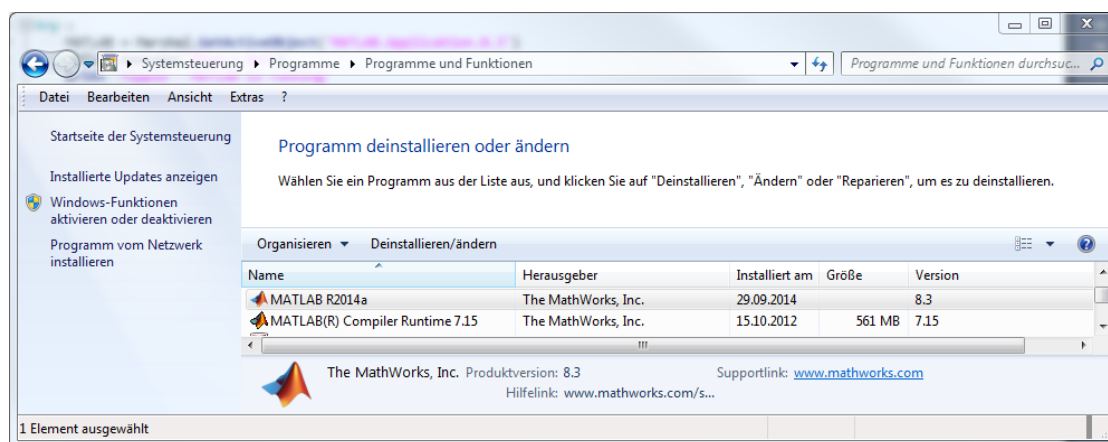 Systemsteuerung ▸ Programme ▸ Programme und Funktionen
Programme und Funktionen durchsuc...
Datei Bearbeiten Ansicht Extras ?
Startseite der Systemsteuerung
Installierte Updates anzeigen
Windows-Funktionen
aktivieren oder deaktivieren
Programm vom Netzwerk
installieren
Programm deinstallieren oder ändern
Wählen Sie ein Programm aus der Liste aus, und klicken Sie auf "Deinstallieren", "Ändern" oder "Reparieren", um es zu deinstallieren.
Organisieren Deinstallieren/ändern
Name Herausgeber Installiert am Größe Version
MATLAB R2014a The MathWorks, Inc. 29.09.2014 8.3
MATLAB(R) Compiler Runtime 7.15 The MathWorks, Inc. 15.10.2012 561 MB 7.15
The MathWorks, Inc. Produktversion: 8.3 Supportlink: www.mathworks.com
Hilfelink: www.mathworks.com/s...
1 Element ausgewählt